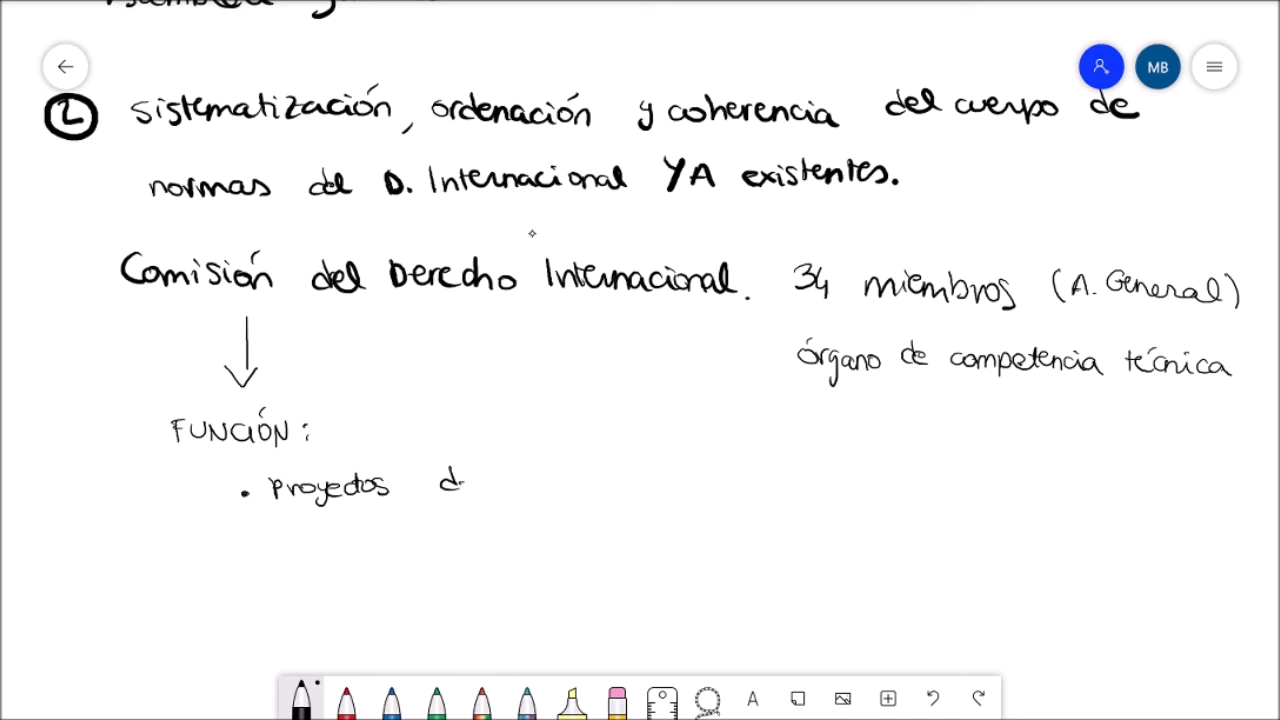 MB
② sistematización, ordenación y coherencia del cuerpo de
normas del D. Internacional YA existentes.
Comisión del Derecho Internacional. 34 miembros (A. General)
órgano de competencia técnica
FUNCIÓN:
• Proyectos d
A